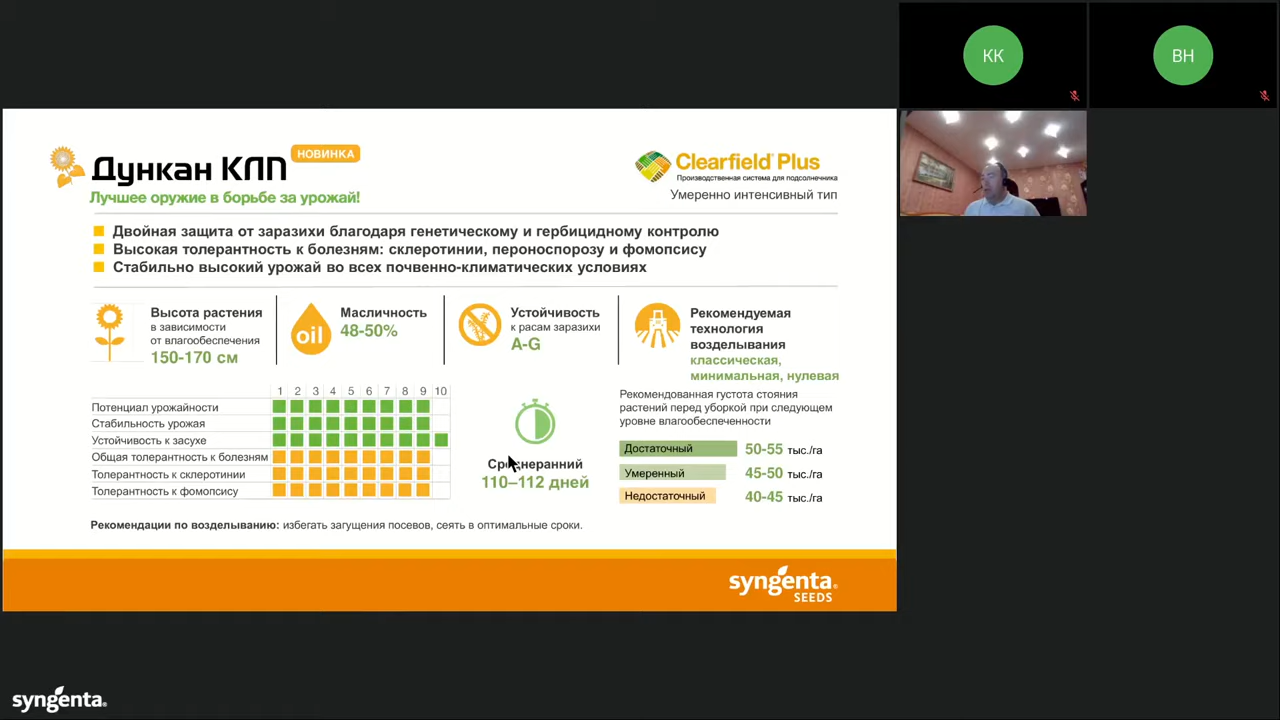 КК
ВН
Дункан КЛП
НОВИНКА
Лучшее оружие в борьбе за урожай!
Clearfield® Plus
Производственная система для подсолнечника
Умеренно интенсивный тип
Двойная защита от заразихи благодаря генетическому и гербицидному контролю
Высокая толерантность к болезням: склеротинии, пероноспорозу и фомопсису
Стабильно высокий урожай во всех почвенно-климатических условиях
Высота растения
в зависимости
от влагообеспечения
150-170 см
oil
Масличность
48-50%
Устойчивость
к расам заразихи
A-G
Рекомендуемая
технология
возделывания
классическая,
минимальная, нулевая
1 2 3 4 5 6 7 8 9 10
Потенциал урожайности
Стабильность урожая
Устойчивость к засухе
Общая толерантность к болезням
Толерантность к склеротинии
Толерантность к фомопсису
Среднеранний
110–112 дней
Рекомендованная густота стояния
растений перед уборкой при следующем
уровне влагообеспеченности
Достаточный 50-55 тыс./га
Умеренный 45-50 тыс./га
Недостаточный 40-45 тыс./га
Рекомендации по возделыванию: избегать загущения посевов, сеять в оптимальные сроки.
syngenta®
SEEDS
syngenta®